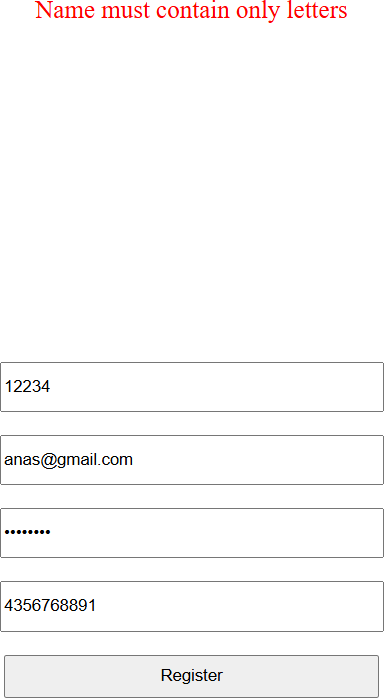 Name must contain only letters
12234
anas@gmail.com
••••••••
4356768891
Register